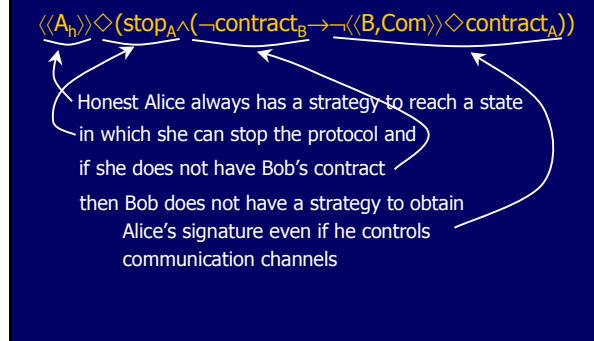 ⟨⟨Aₕ⟩⟩◇(stop_A∧(¬contract_B→¬⟨⟨B,Com⟩⟩◇contract_A))
Honest Alice always has a strategy to reach a state
in which she can stop the protocol and
if she does not have Bob's contract
then Bob does not have a strategy to obtain
Alice's signature even if he controls
communication channels